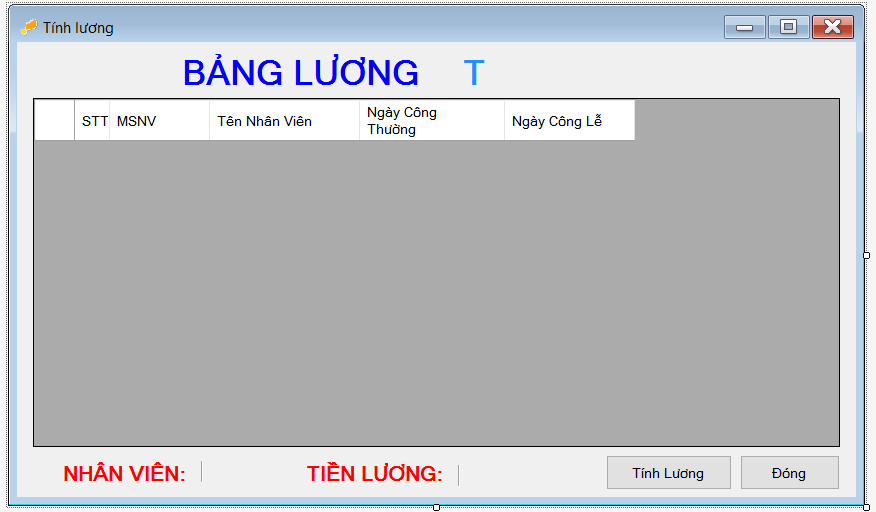 Tính lương
BẢNG LƯƠNG T
STT MSNV Tên Nhân Viên Ngày Công Thường Ngày Công Lễ
NHÂN VIÊN: TIỀN LƯƠNG: Tính Lương Đóng